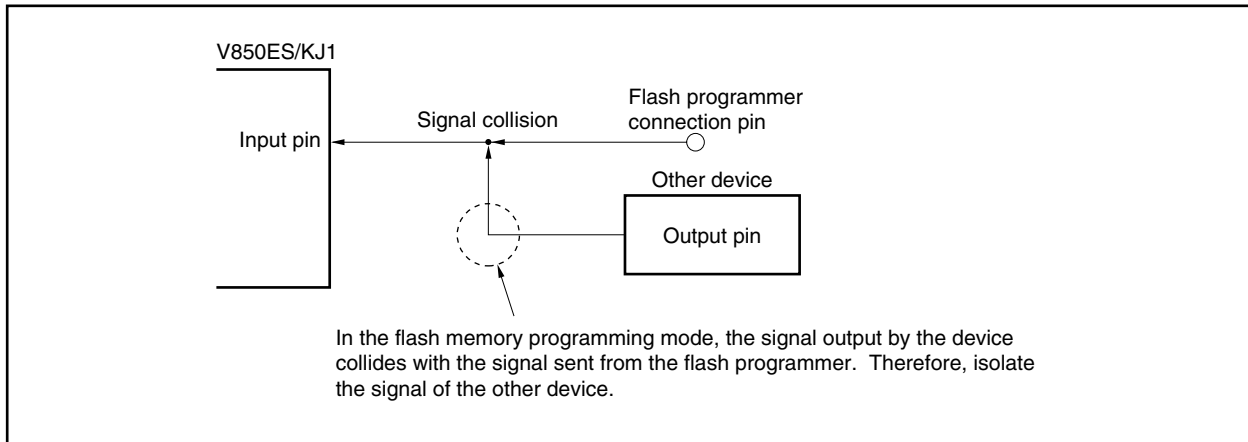 V850ES/KJ1
Flash programmer
connection pin
Signal collision
Input pin
Other device
Output pin
In the flash memory programming mode, the signal output by the device
collides with the signal sent from the flash programmer.  Therefore, isolate
the signal of the other device.